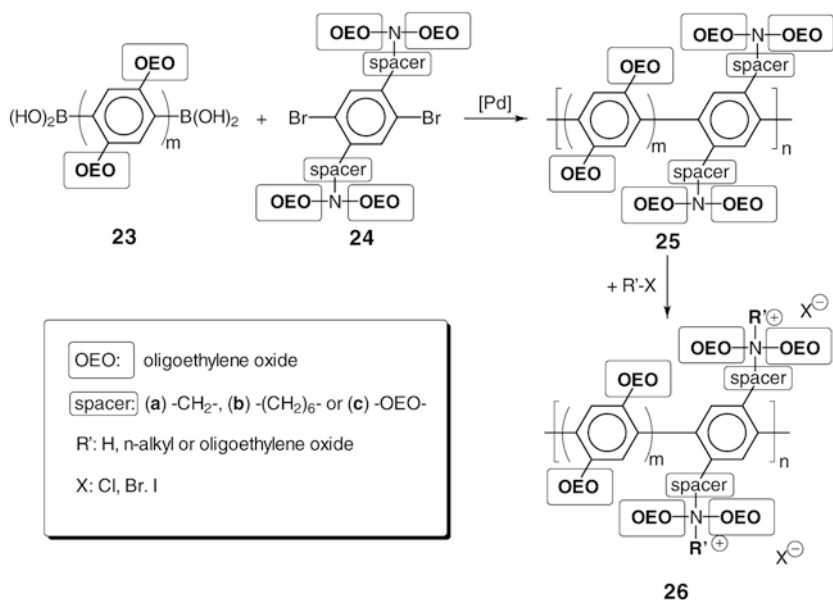 OEO N OEO
spacer
OEO
(HO)2B ( ) m B(OH)2
OEO
+
Br Br
spacer
OEO N OEO
[Pd]
OEO N OEO
spacer
OEO
[( ) m ] n
OEO
spacer
OEO N OEO
23
24
25
+ R'-X
R'⊕ X⊖
OEO N OEO
spacer
OEO
[( ) m ] n
OEO
spacer
OEO N OEO
R'⊕ X⊖
26
OEO: oligoethylene oxide
spacer: (a) -CH2-, (b) -(CH2)6- or (c) -OEO-
R': H, n-alkyl or oligoethylene oxide
X: Cl, Br. I